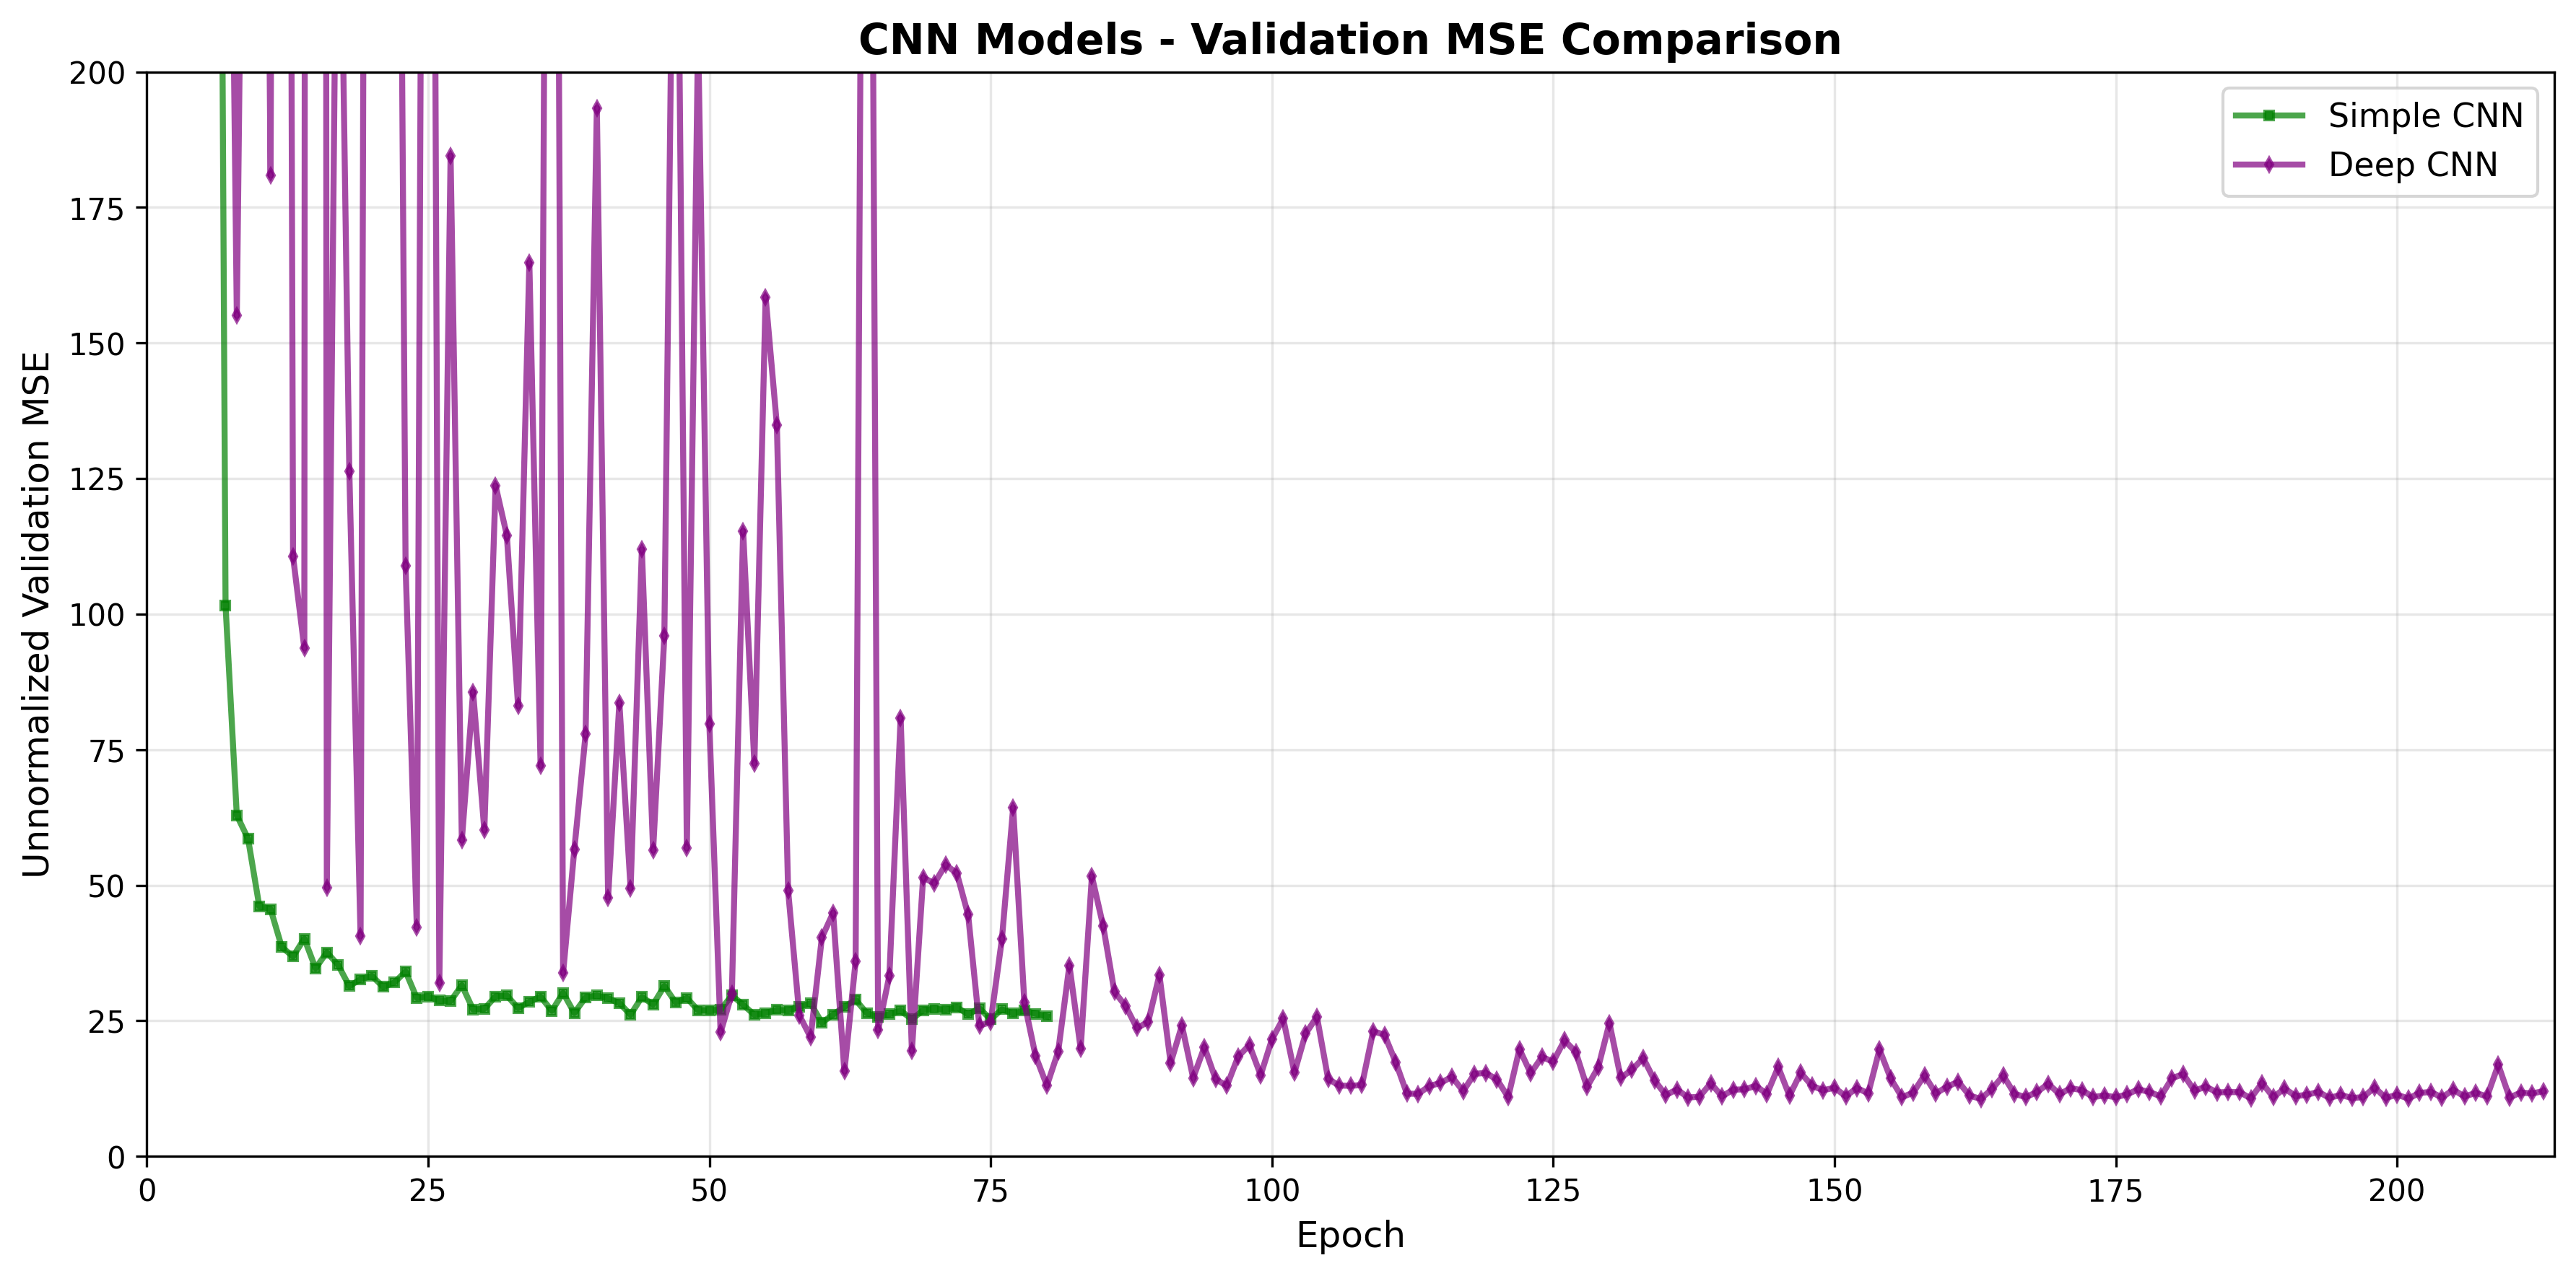 CNN Models - Validation MSE Comparison
Unnormalized Validation MSE
200
175
150
125
100
75
50
25
0
Simple CNN
Deep CNN
0 25 50 75 100 125 150 175 200
Epoch